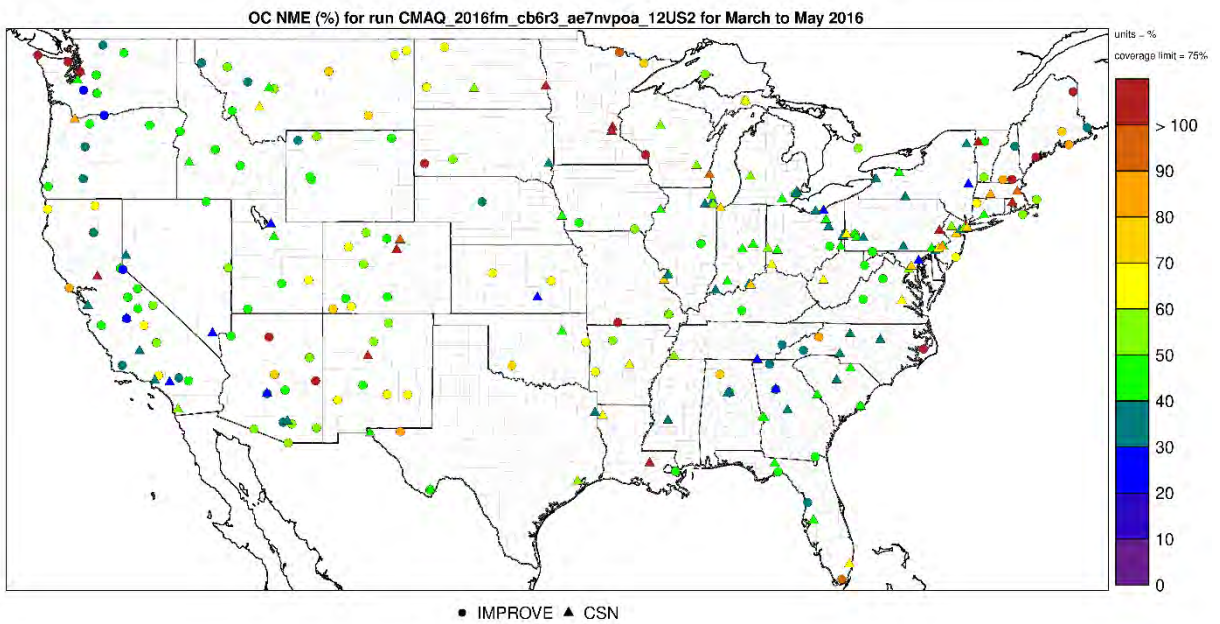 OC NME (%) for run CMAQ_2016fm_cb6r3_ae7nvpoa_12US2 for March to May 2016
units = %
coverage limit = 75%
> 100
90
80
70
60
50
40
30
20
10
0
● IMPROVE ▲ CSN